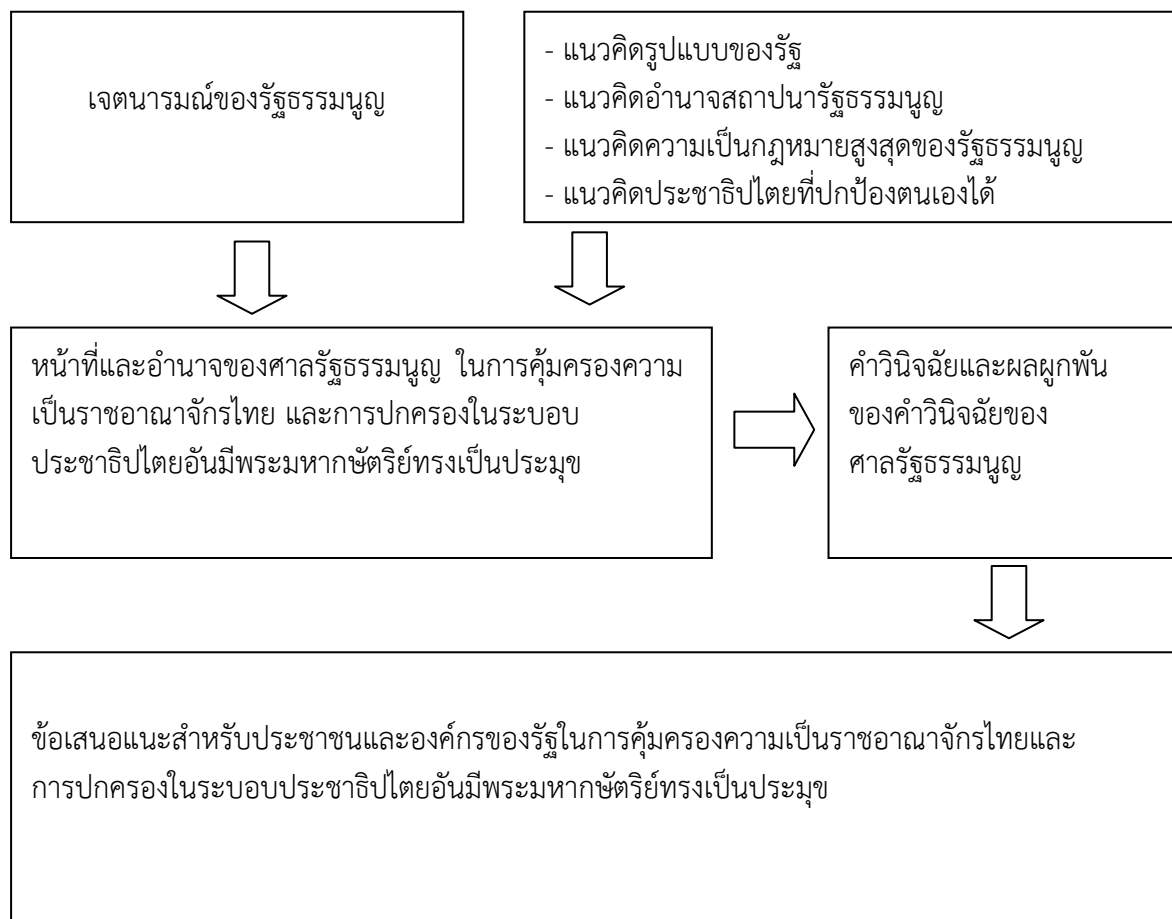 เจตนารมณ์ของรัฐธรรมนูญ
- แนวคิดรูปแบบของรัฐ
- แนวคิดอำนาจสถาปนารัฐธรรมนูญ
- แนวคิดความเป็นกฎหมายสูงสุดของรัฐธรรมนูญ
- แนวคิดประชาธิปไตยที่ปกป้องตนเองได้
หน้าที่และอำนาจของศาลรัฐธรรมนูญ ในการคุ้มครองความ
เป็นราชอาณาจักรไทย และการปกครองในระบอบ
ประชาธิปไตยอันมีพระมหากษัตริย์ทรงเป็นประมุข
คำวินิจฉัยและผลผูกพัน
ของคำวินิจฉัยของ
ศาลรัฐธรรมนูญ
ข้อเสนอแนะสำหรับประชาชนและองค์กรของรัฐในการคุ้มครองความเป็นราชอาณาจักรไทยและ
การปกครองในระบอบประชาธิปไตยอันมีพระมหากษัตริย์ทรงเป็นประมุข